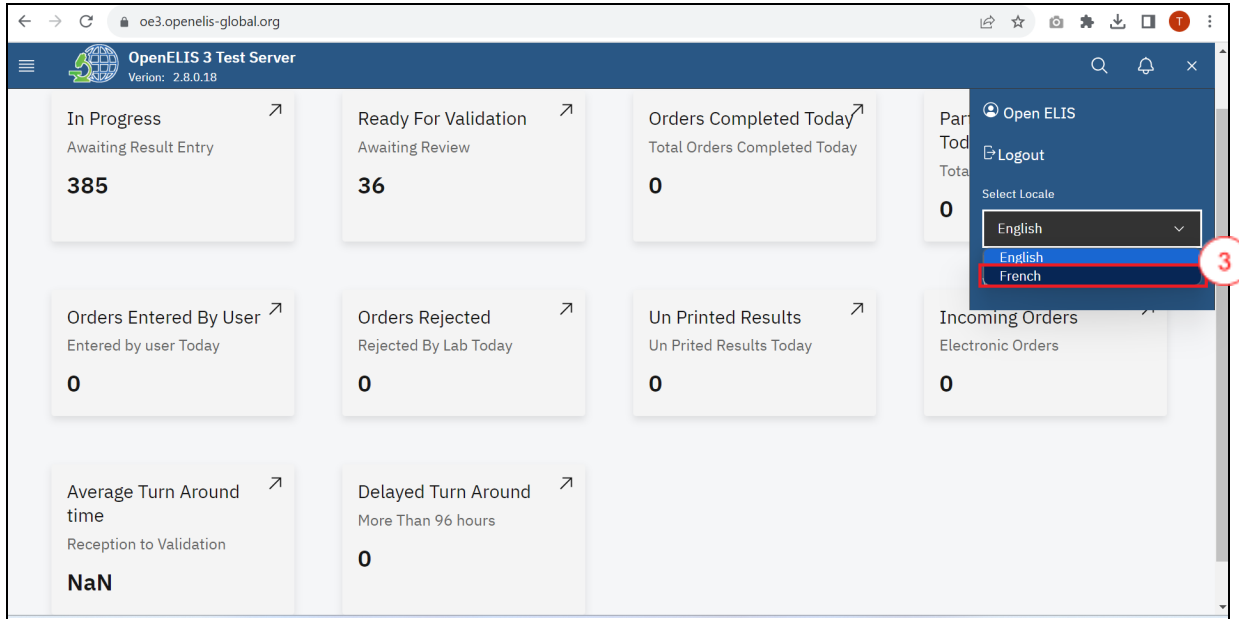 oe3.openelis-global.org
T
OpenELIS 3 Test Server
Verion: 2.8.0.18
In Progress
Awaiting Result Entry
385
Ready For Validation
Awaiting Review
36
Orders Completed Today
Total Orders Completed Today
0
0
Open ELIS
Logout
Select Locale
English
English
French
3
Orders Entered By User
Entered by user Today
0
Orders Rejected
Rejected By Lab Today
0
Un Printed Results
Un Prited Results Today
0
Incoming Orders
Electronic Orders
0
Average Turn Around
time
Reception to Validation
NaN
Delayed Turn Around
More Than 96 hours
0